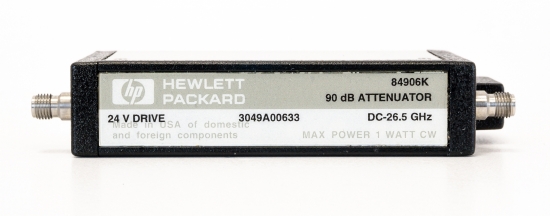 hp HEWLETT PACKARD
84906K
90 dB ATTENUATOR
24 V DRIVE 3049A00633 DC-26.5 GHz
Made in USA of domestic
and foreign components MAX POWER 1 WATT CW